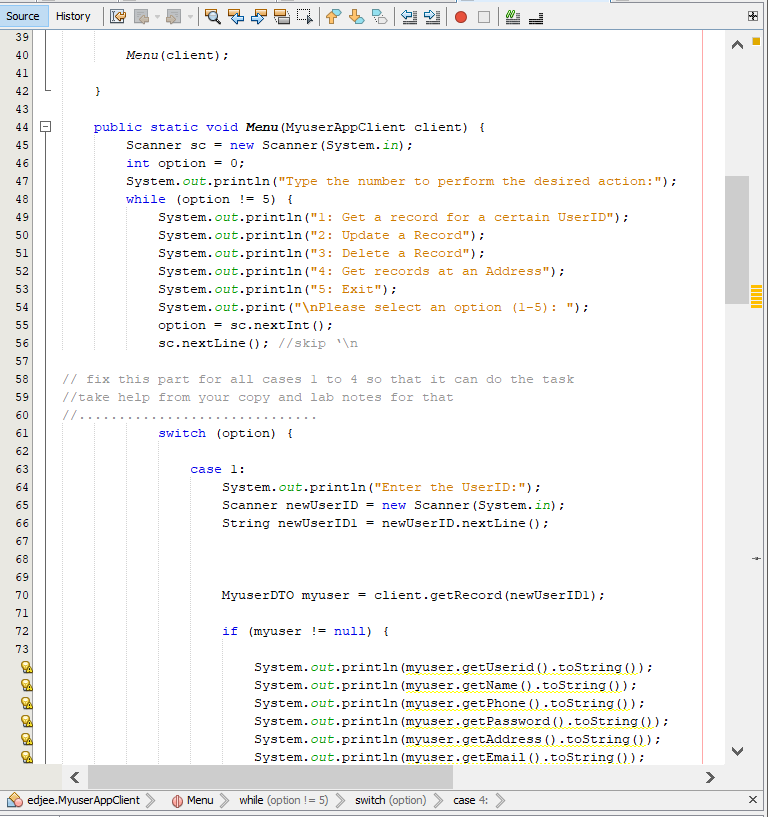 Source History
39
40 Menu(client);
41
42 }
43
44 public static void Menu(MyuserAppClient client) {
45 Scanner sc = new Scanner(System.in);
46 int option = 0;
47 System.out.println("Type the number to perform the desired action:");
48 while (option != 5) {
49 System.out.println("1: Get a record for a certain UserID");
50 System.out.println("2: Update a Record");
51 System.out.println("3: Delete a Record");
52 System.out.println("4: Get records at an Address");
53 System.out.println("5: Exit");
54 System.out.print("\nPlease select an option (1-5): ");
55 option = sc.nextInt();
56 sc.nextLine(); //skip '\n
57
58 // fix this part for all cases 1 to 4 so that it can do the task
59 //take help from your copy and lab notes for that
60 //..............................
61 switch (option) {
62
63 case 1:
64 System.out.println("Enter the UserID:");
65 Scanner newUserID = new Scanner(System.in);
66 String newUserID1 = newUserID.nextLine();
67
68
69
70 MyuserDTO myuser = client.getRecord(newUserID1);
71
72 if (myuser != null) {
73
System.out.println(myuser.getUserid().toString());
System.out.println(myuser.getName().toString());
System.out.println(myuser.getPhone().toString());
System.out.println(myuser.getPassword().toString());
System.out.println(myuser.getAddress().toString());
System.out.println(myuser.getEmail().toString());
edjee.MyuserAppClient Menu while (option != 5) switch (option) case 4: